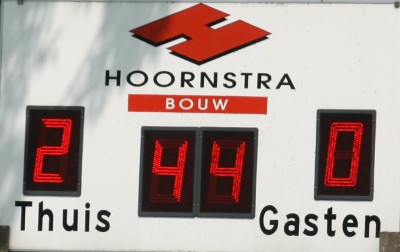 HOORNSTRA
BOUW
2 44 0
Thuis Gasten